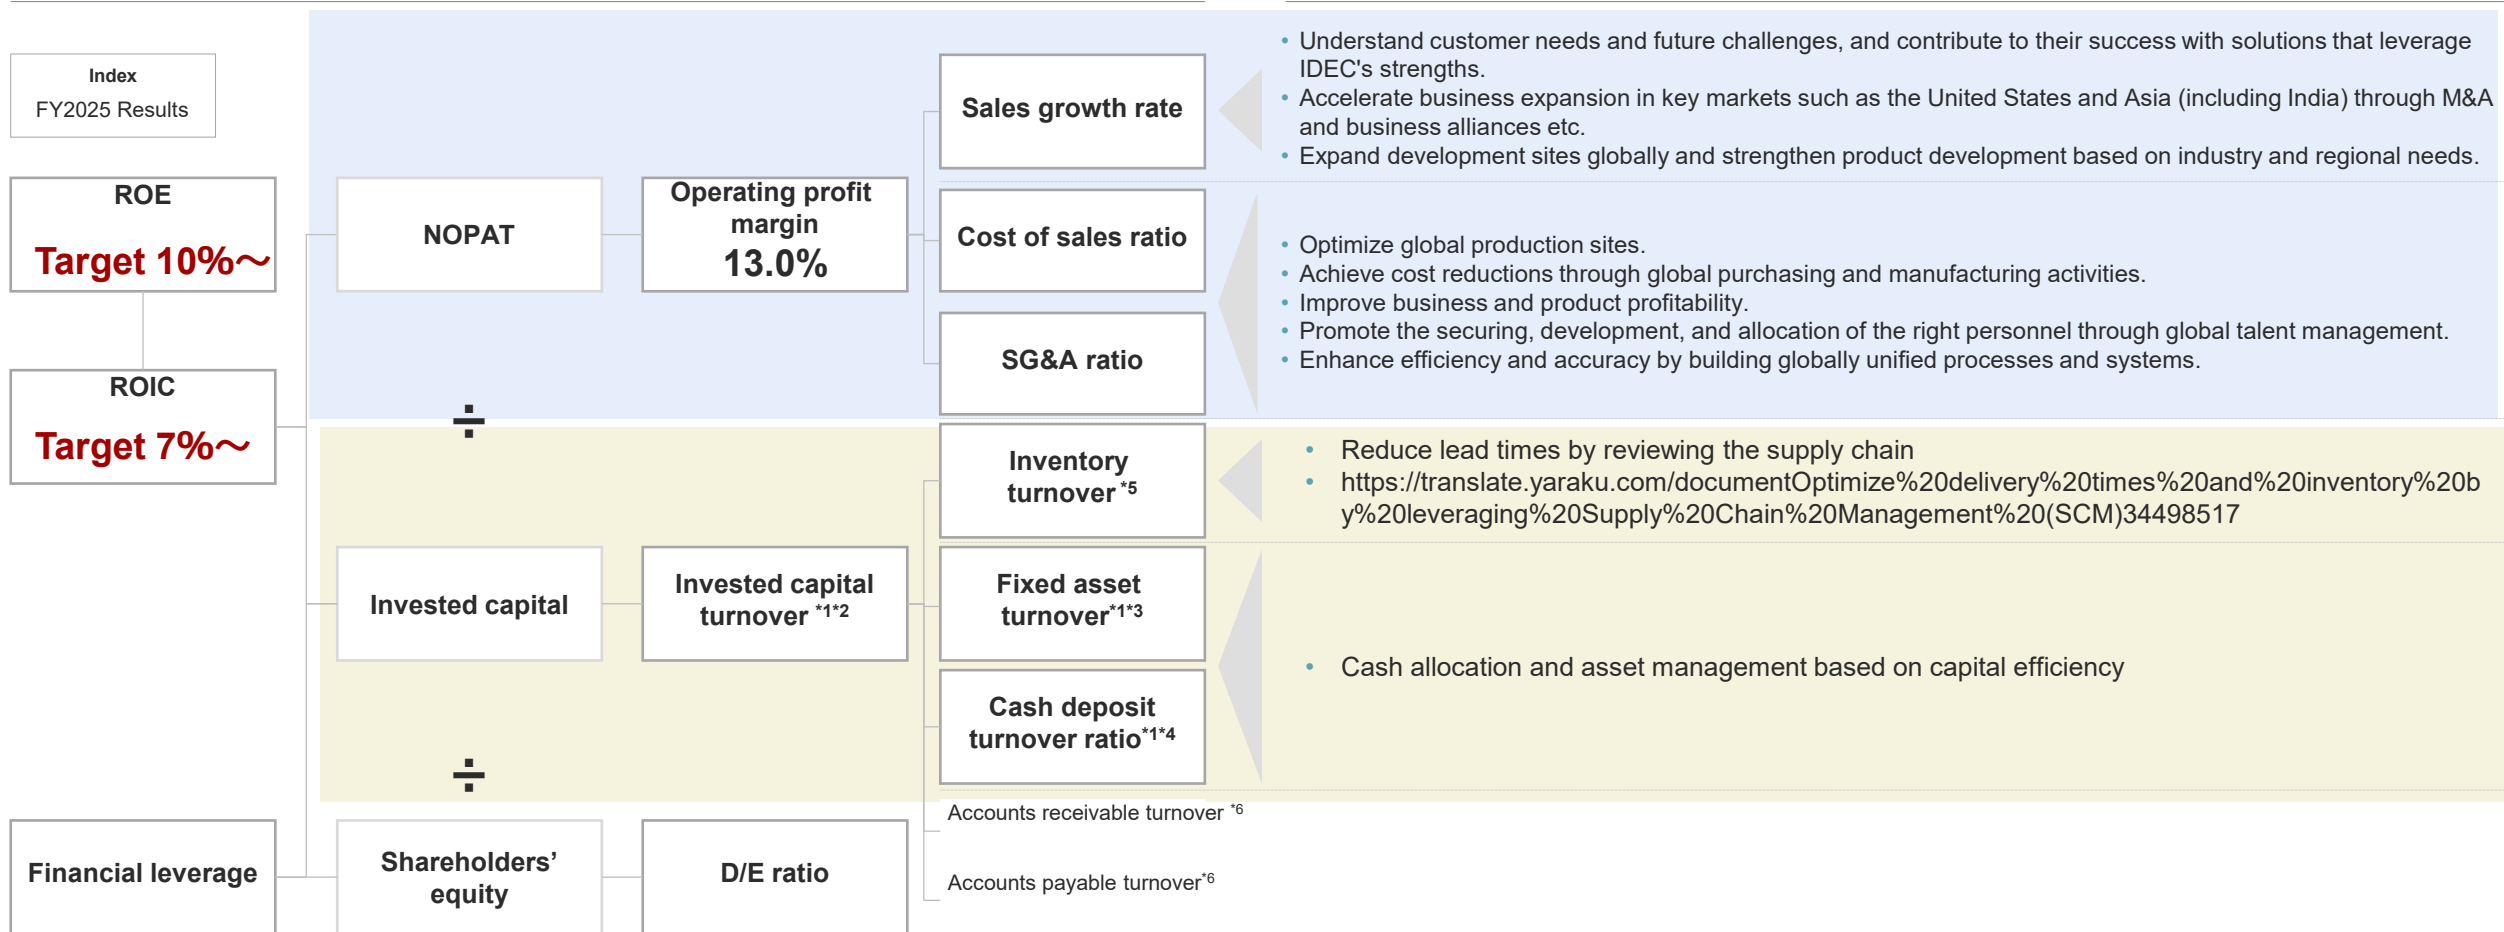 Index
FY2025 Results
ROE
Target 10%～
ROIC
Target 7%～
Financial leverage
NOPAT
÷
Invested capital
÷
Shareholders’
equity
Operating profit
margin
13.0%
Invested capital
turnover *1*2
D/E ratio
Sales growth rate
Cost of sales ratio
SG&A ratio
Inventory
turnover *5
Fixed asset
turnover*1*3
Cash deposit
turnover ratio*1*4
Accounts receivable turnover *6
Accounts payable turnover*6
• Understand customer needs and future challenges, and contribute to their success with solutions that leverage
IDEC's strengths.
• Accelerate business expansion in key markets such as the United States and Asia (including India) through M&A
and business alliances etc.
• Expand development sites globally and strengthen product development based on industry and regional needs.
• Optimize global production sites.
• Achieve cost reductions through global purchasing and manufacturing activities.
• Improve business and product profitability.
• Promote the securing, development, and allocation of the right personnel through global talent management.
• Enhance efficiency and accuracy by building globally unified processes and systems.
• Reduce lead times by reviewing the supply chain
• https://translate.yaraku.com/documentOptimize%20delivery%20times%20and%20inventory%20b
y%20leveraging%20Supply%20Chain%20Management%20(SCM)34498517
• Cash allocation and asset management based on capital efficiency